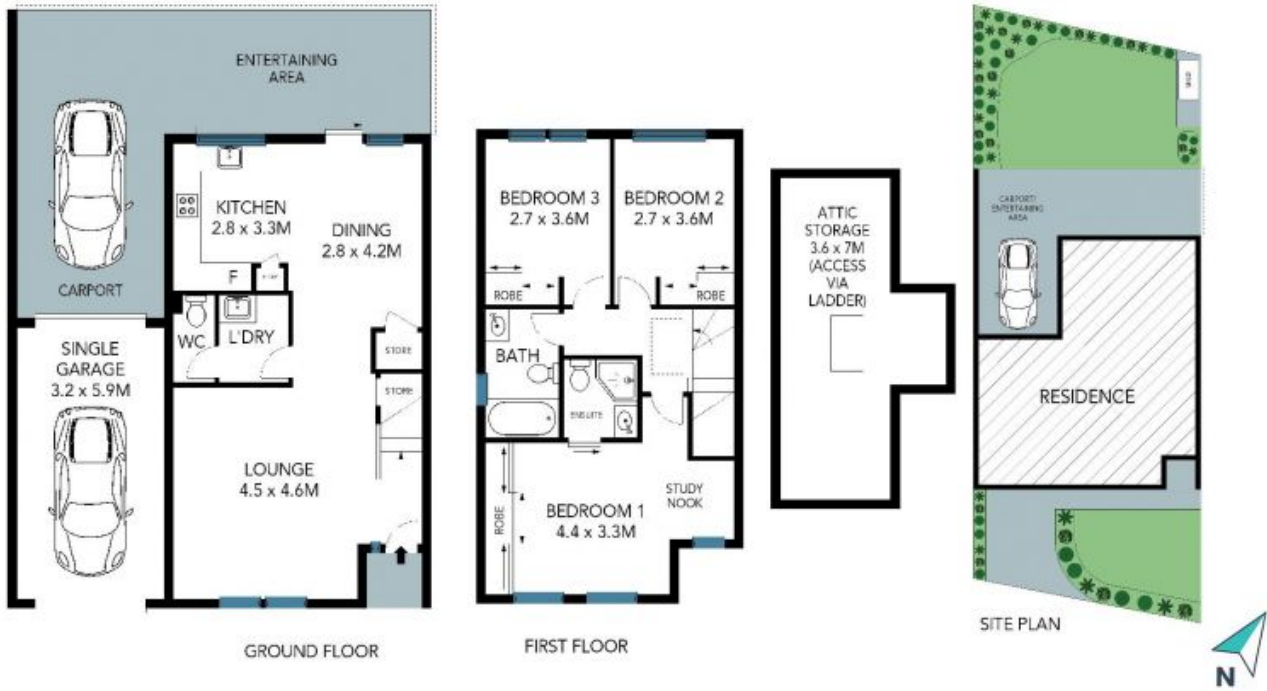 ENTERTAINING
AREA
KITCHEN
2.8 x 3.3M
DINING
2.8 x 4.2M
F
CARPORT
WC
L'DRY
STORE
STORE
SINGLE
GARAGE
3.2 x 5.9M
LOUNGE
4.5 x 4.6M
GROUND FLOOR
BEDROOM 3
2.7 x 3.6M
BEDROOM 2
2.7 x 3.6M
ROBE
ROBE
BATH
ENSUITE
ROBE
BEDROOM 1
4.4 x 3.3M
STUDY
NOOK
FIRST FLOOR
ATTIC
STORAGE
3.6 x 7M
(ACCESS
VIA
LADDER)
SHED
CARPORT/
ENTERTAINING
AREA
RESIDENCE
SITE PLAN
N